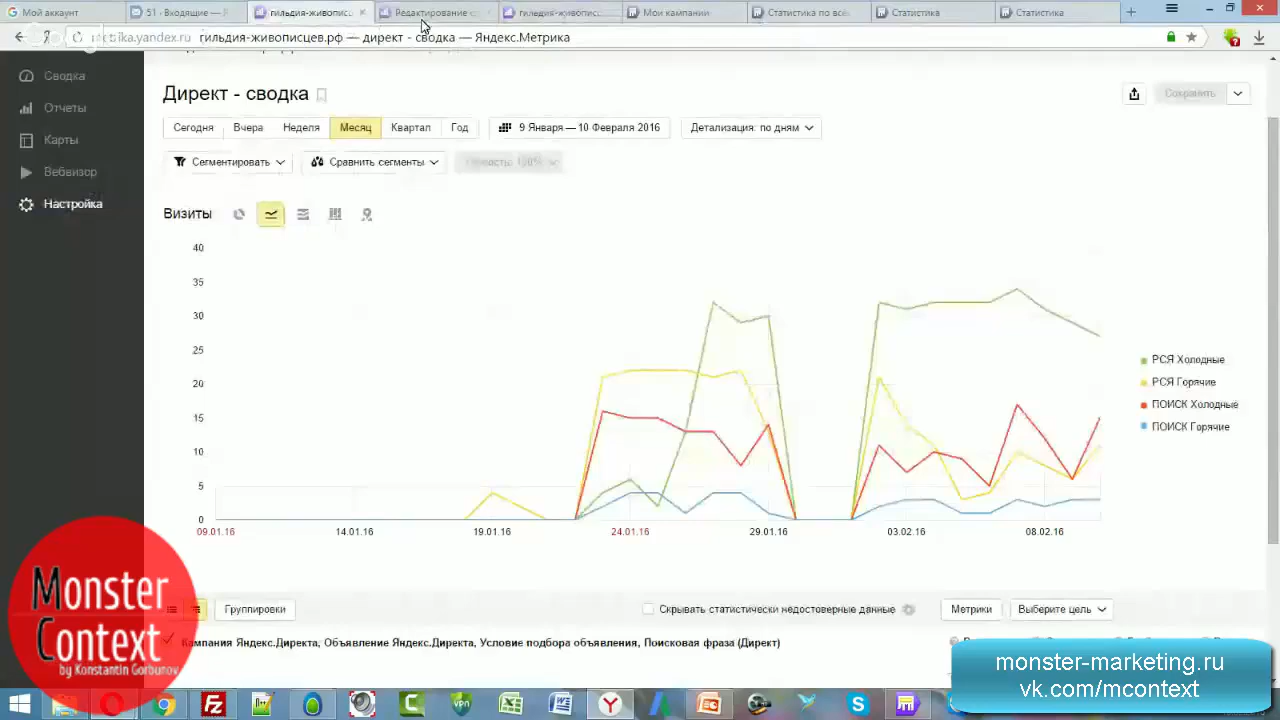 Мой аккаунт
51 - Входящие — Я
гильдия-живопис
Редактирование с
гильдия-живописц
Мои кампании
Статистика по все
Статистика
Статистика
ika.yandex.ru гильдия-живописцев.рф — директ - сводка — Яндекс.Метрика
Сводка
Отчеты
Карты
Вебвизор
Настройка
Директ - сводка
Сохранить
Сегодня Вчера Неделя Месяц Квартал Год 9 Января — 10 Февраля 2016 Детализация: по дням
Сегментировать Сравнить сегменты Точность: 100%
Визиты
40
35
30
25
20
15
10
5
0
09.01.16 14.01.16 19.01.16 24.01.16 29.01.16 03.02.16 08.02.16
РСЯ Холодные
РСЯ Горячие
ПОИСК Холодные
ПОИСК Горячие
Группировки Скрывать статистически недостоверные данные Метрики Выберите цель
Кампания Яндекс.Директа, Объявление Яндекс.Директа, Условие подбора объявления, Поисковая фраза (Директ)
Monster
Context
by Konstantin Gorbunov
monster-marketing.ru
vk.com/mcontext